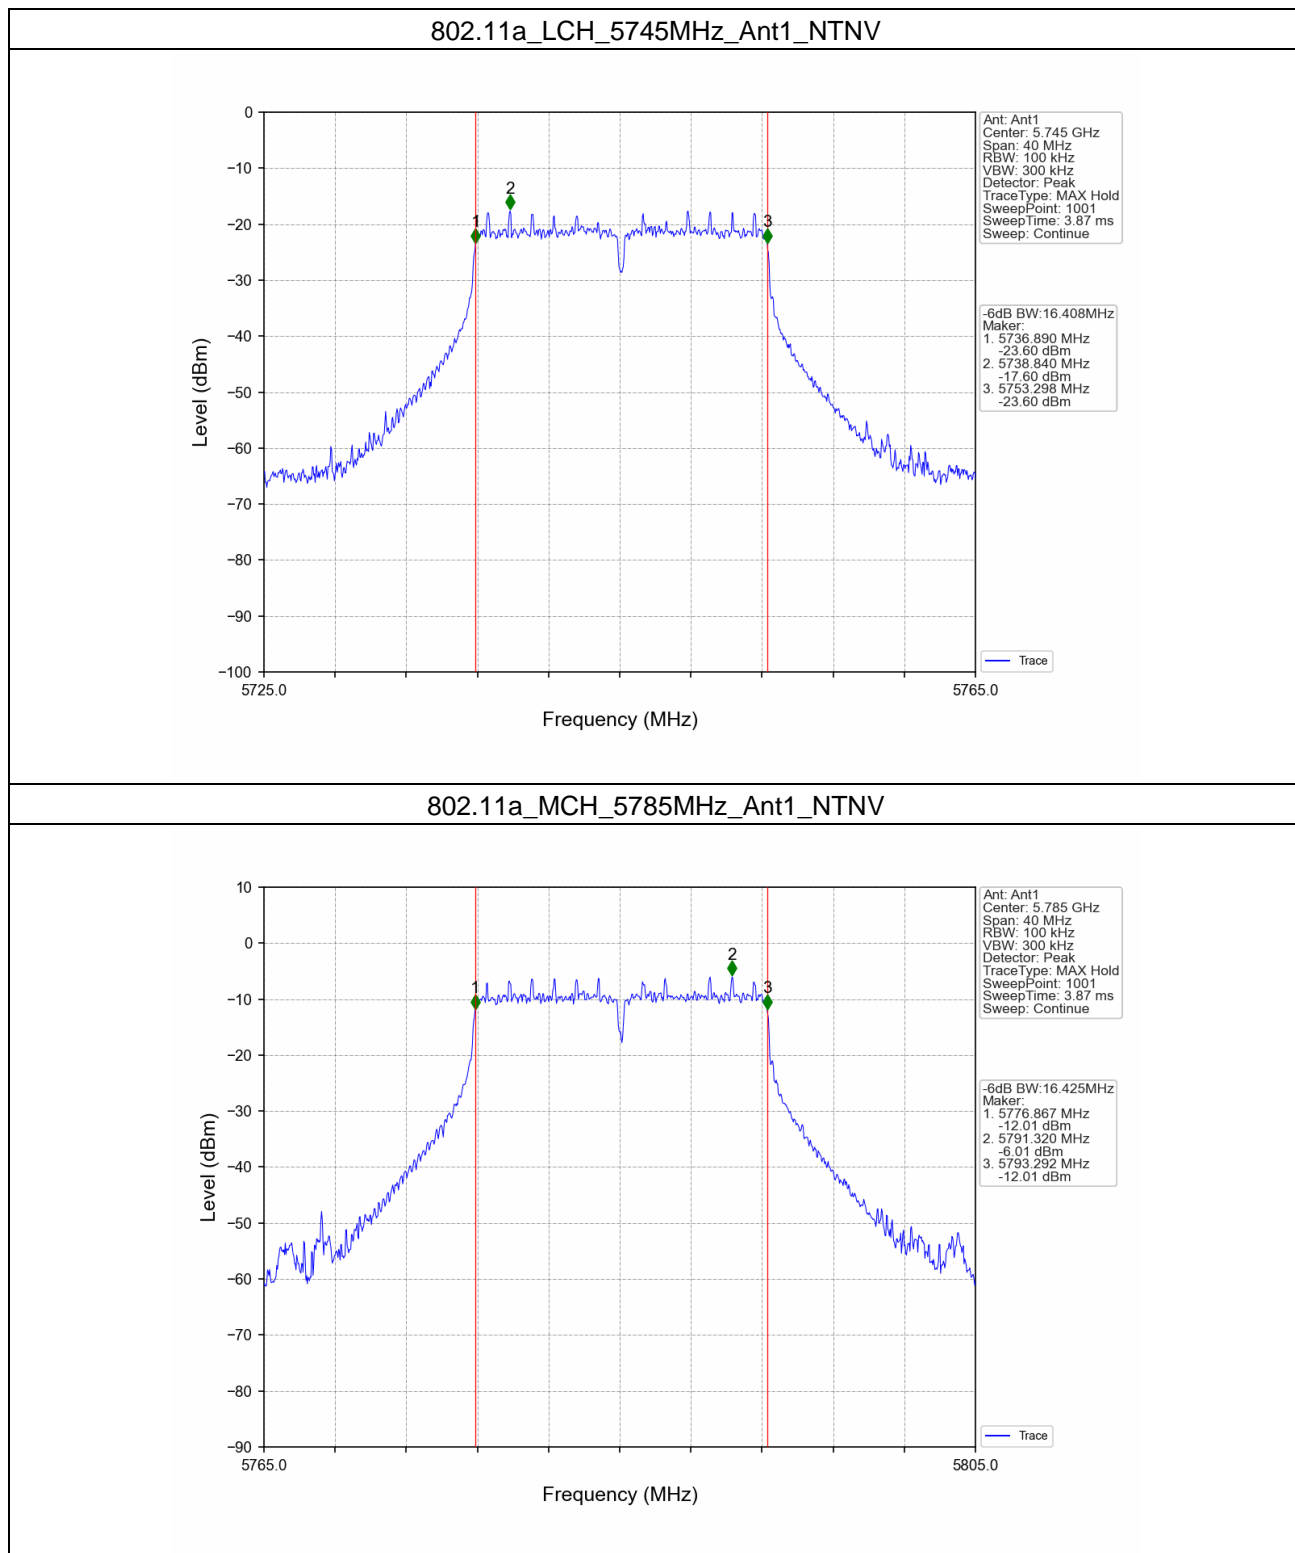 802.11a_LCH_5745MHz_Ant1_NTNV
0
−10
−20
−30
−40
−50
−60
−70
−80
−90
−100
Level (dBm)
1
2
3
5725.0
5765.0
Frequency (MHz)
Ant: Ant1
Center: 5.745 GHz
Span: 40 MHz
RBW: 100 kHz
VBW: 300 kHz
Detector: Peak
TraceType: MAX Hold
SweepPoint: 1001
SweepTime: 3.87 ms
Sweep: Continue
-6dB BW:16.408MHz
Maker:
1. 5736.890 MHz
-23.60 dBm
2. 5738.840 MHz
-17.60 dBm
3. 5753.298 MHz
-23.60 dBm
Trace
802.11a_MCH_5785MHz_Ant1_NTNV
10
0
−10
−20
−30
−40
−50
−60
−70
−80
−90
Level (dBm)
1
2
3
5765.0
5805.0
Frequency (MHz)
Ant: Ant1
Center: 5.785 GHz
Span: 40 MHz
RBW: 100 kHz
VBW: 300 kHz
Detector: Peak
TraceType: MAX Hold
SweepPoint: 1001
SweepTime: 3.87 ms
Sweep: Continue
-6dB BW:16.425MHz
Maker:
1. 5776.867 MHz
-12.01 dBm
2. 5791.320 MHz
-6.01 dBm
3. 5793.292 MHz
-12.01 dBm
Trace